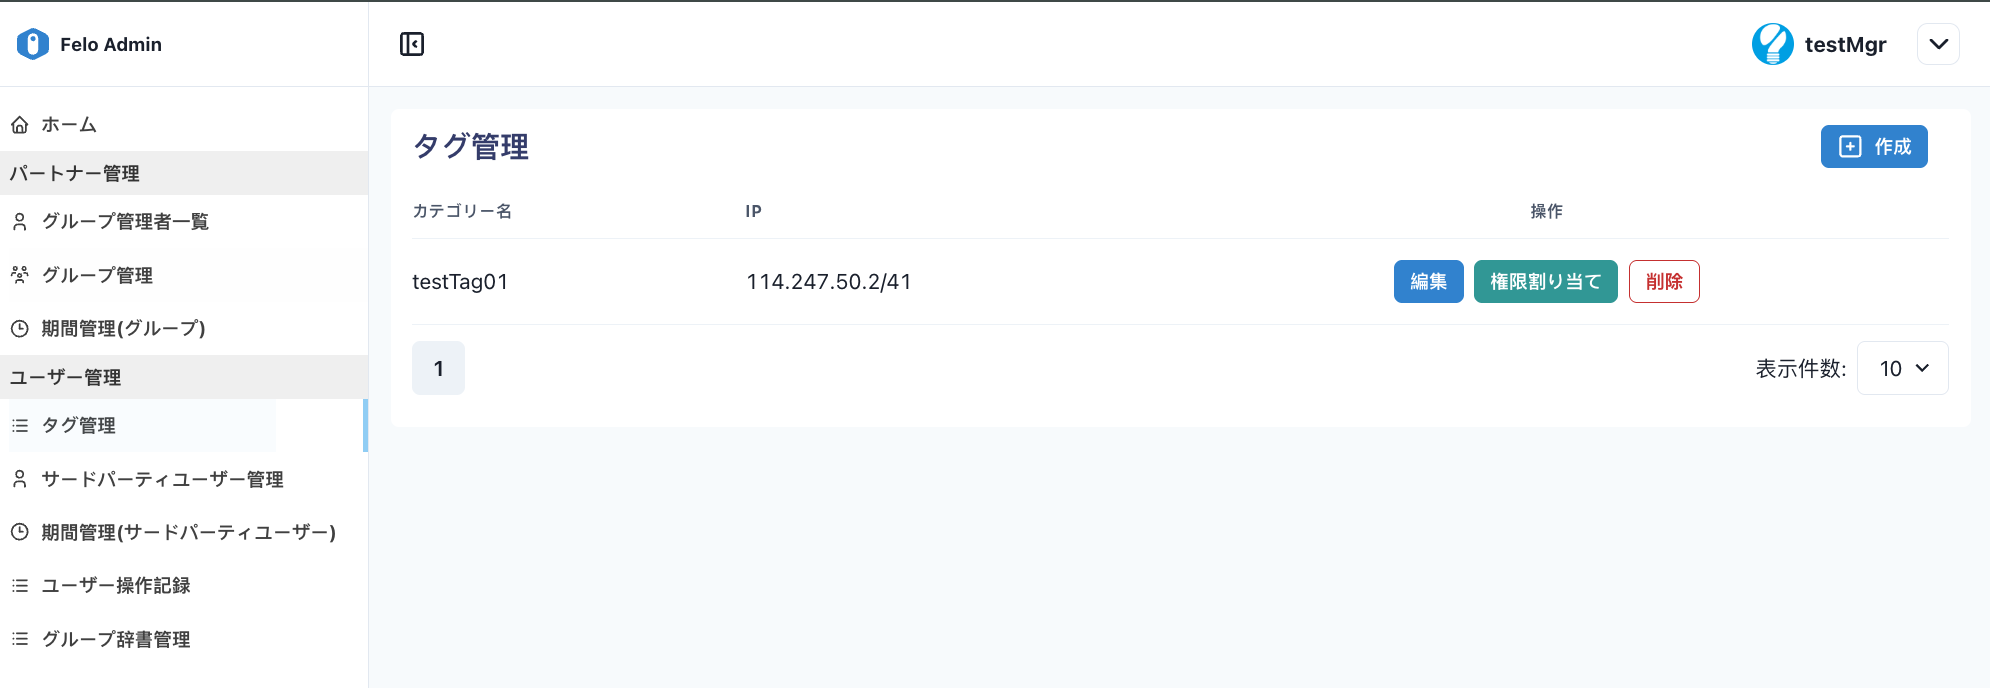 Felo Admin
testMgr
ホーム
パートナー管理
グループ管理者一覧
グループ管理
期間管理(グループ)
ユーザー管理
タグ管理
サードパーティユーザー管理
期間管理(サードパーティユーザー)
ユーザー操作記録
グループ辞書管理
タグ管理
作成
カテゴリー名 IP 操作
testTag01 114.247.50.2/41 編集 権限割り当て 削除
1 表示件数: 10